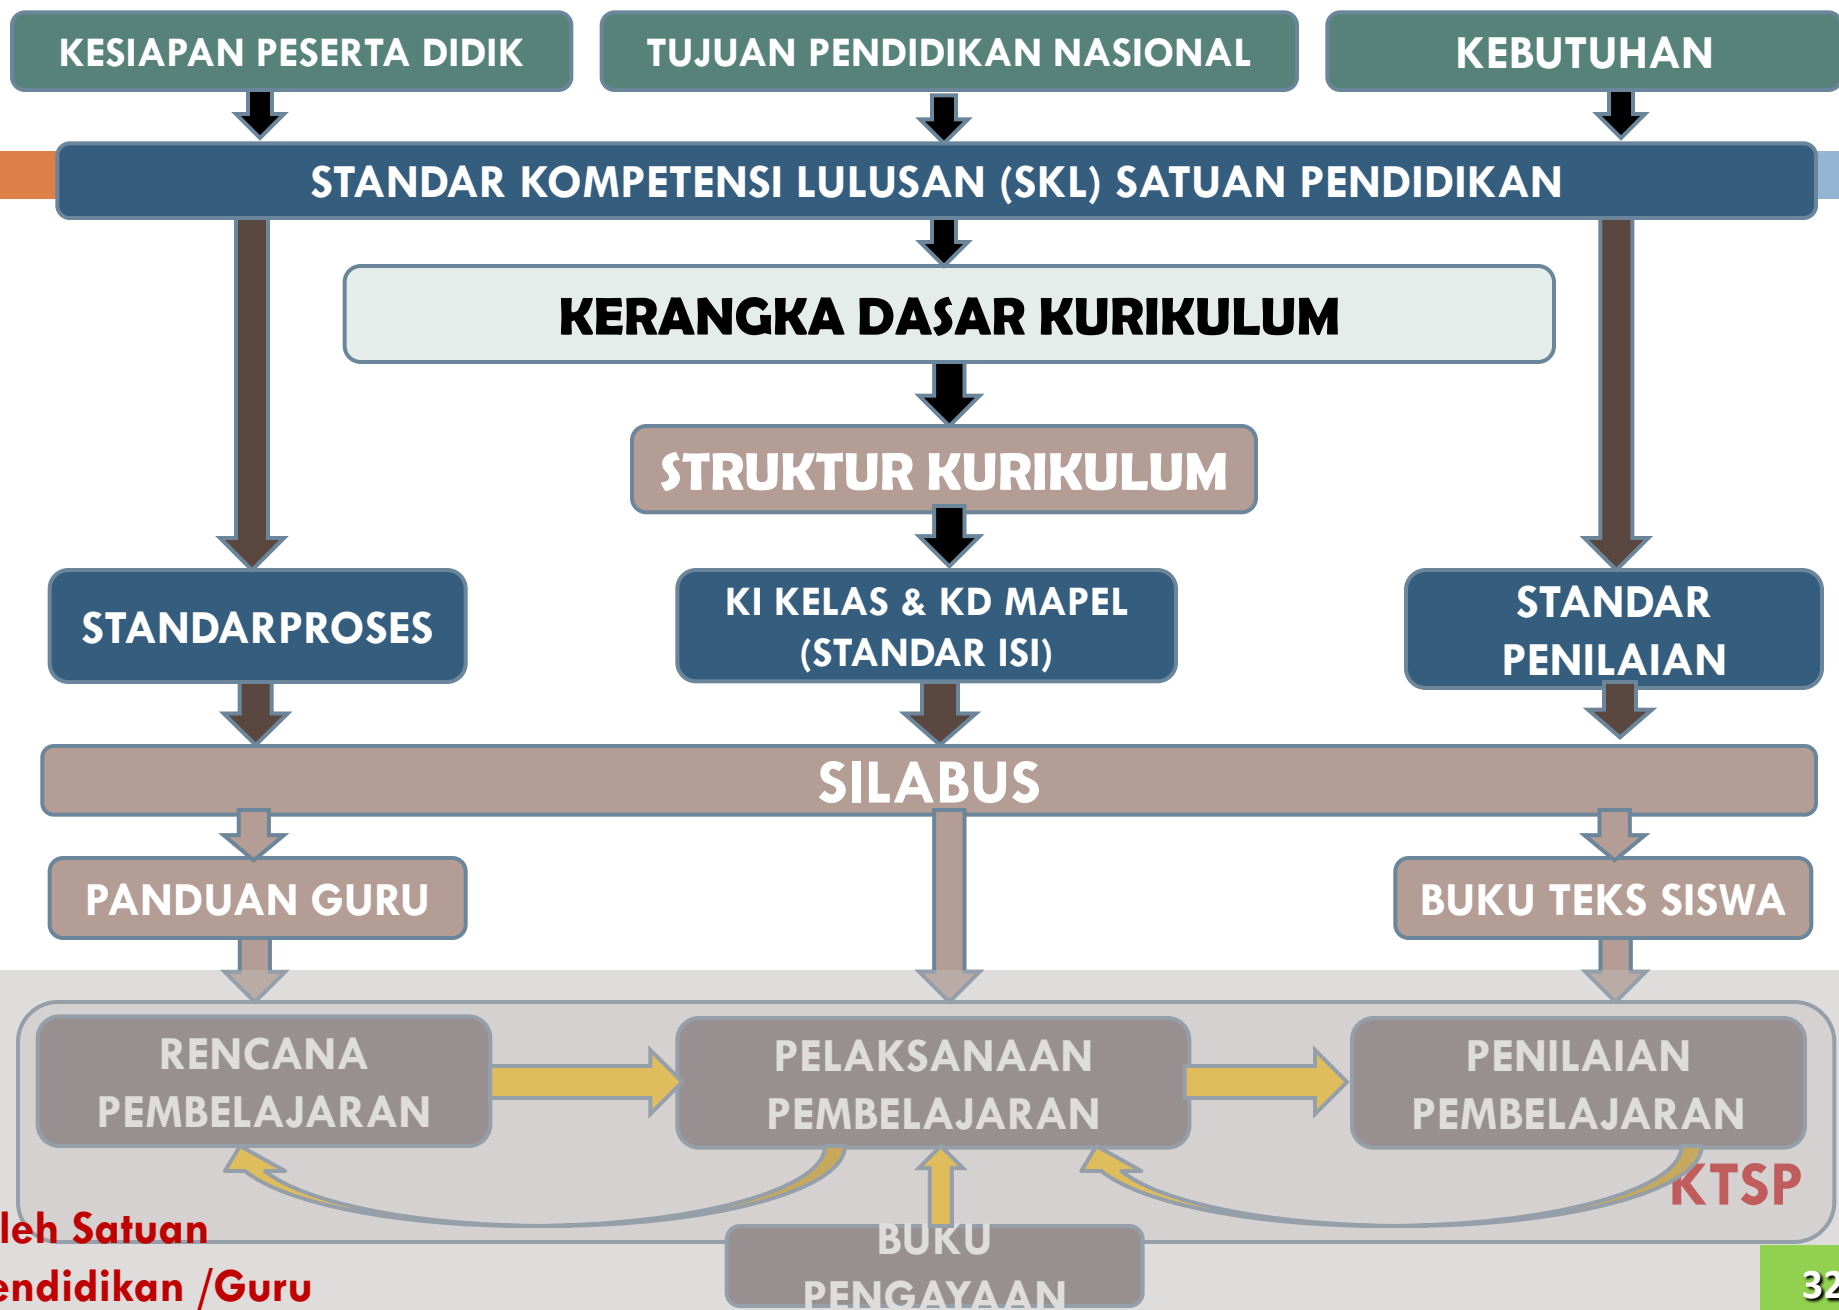 KESIAPAN PESERTA DIDIK
TUJUAN PENDIDIKAN NASIONAL
KEBUTUHAN
STANDAR KOMPETENSI LULUSAN (SKL) SATUAN PENDIDIKAN
KERANGKA DASAR KURIKULUM
STRUKTUR KURIKULUM
STANDARPROSES
KI KELAS & KD MAPEL
(STANDAR ISI)
STANDAR
PENILAIAN
SILABUS
PANDUAN GURU
BUKU TEKS SISWA
RENCANA
PEMBELAJARAN
PELAKSANAAN
PEMBELAJARAN
PENILAIAN
PEMBELAJARAN
KTSP
leh Satuan
endidikan /Guru
BUKU
PENGAYAAN
32